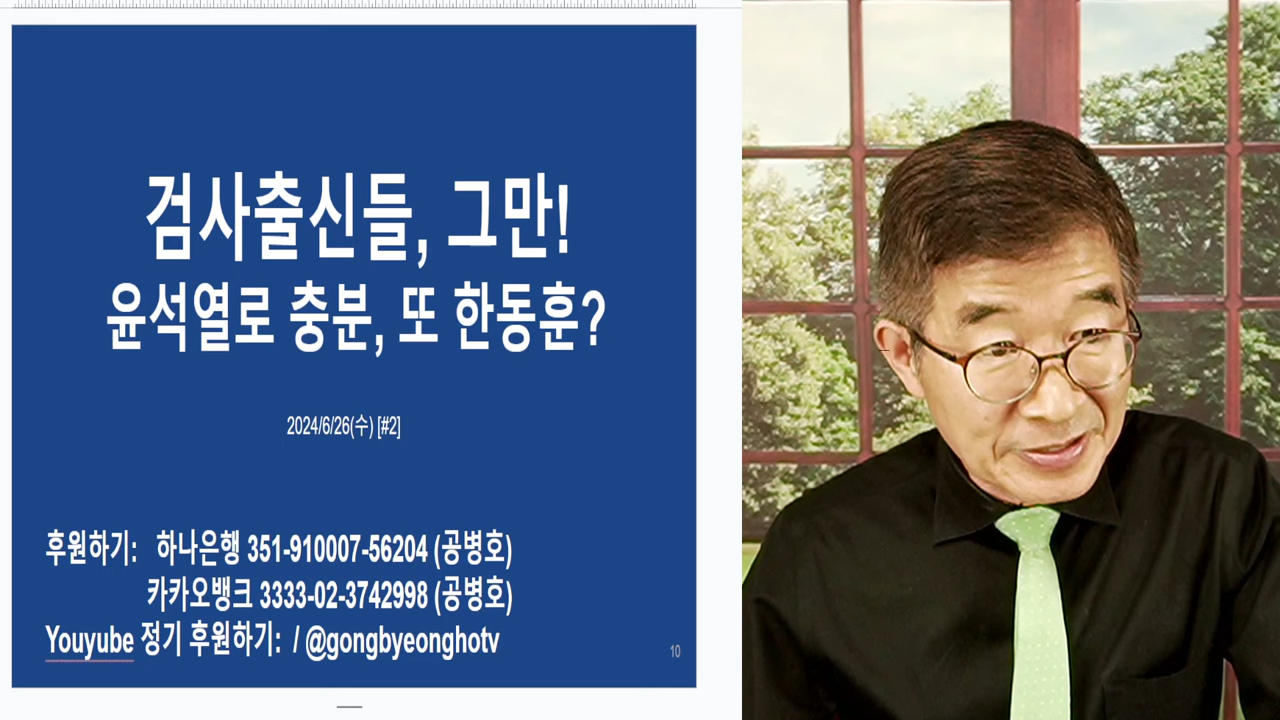 검사출신들, 그만!
윤석열로 충분, 또 한동훈?
2024/6/26(수) [#2]
후원하기: 하나은행 351-910007-56204 (공병호)
카카오뱅크 3333-02-3742998 (공병호)
Youyube 정기 후원하기: / @gongbyeonghotv
10